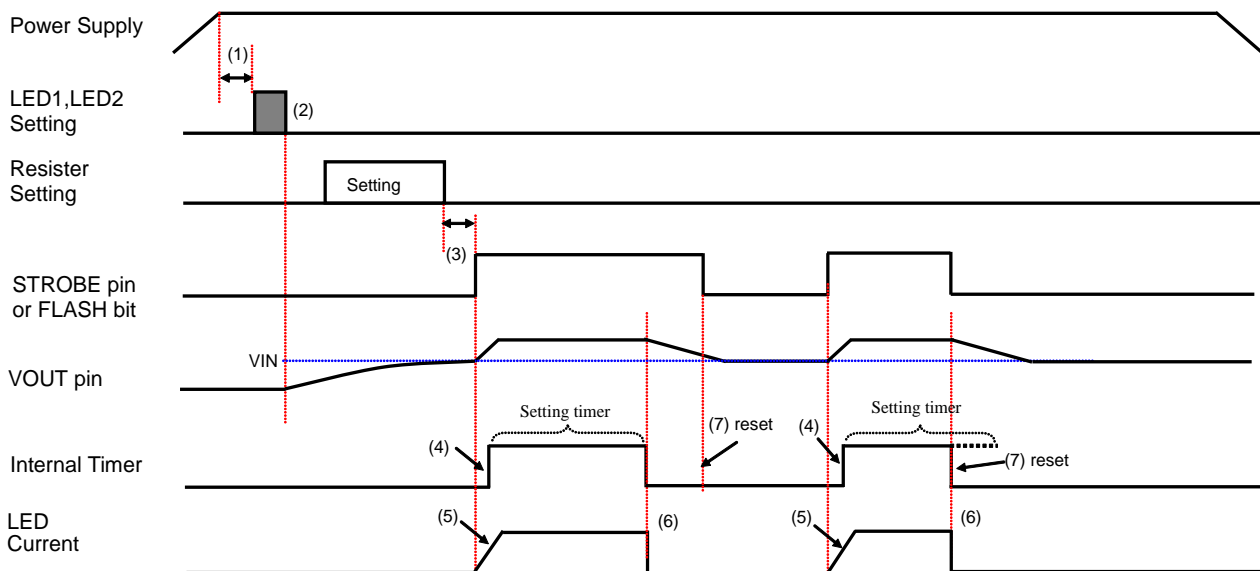 Power Supply
(1)
LED1,LED2
Setting
(2)
Resister
Setting
Setting
(3)
STROBE pin
or FLASH bit
VIN
VOUT pin
Setting timer
Setting timer
(4)
(7) reset
(4)
Internal Timer
(7) reset
LED
Current
(5)
(6)
(5)
(6)